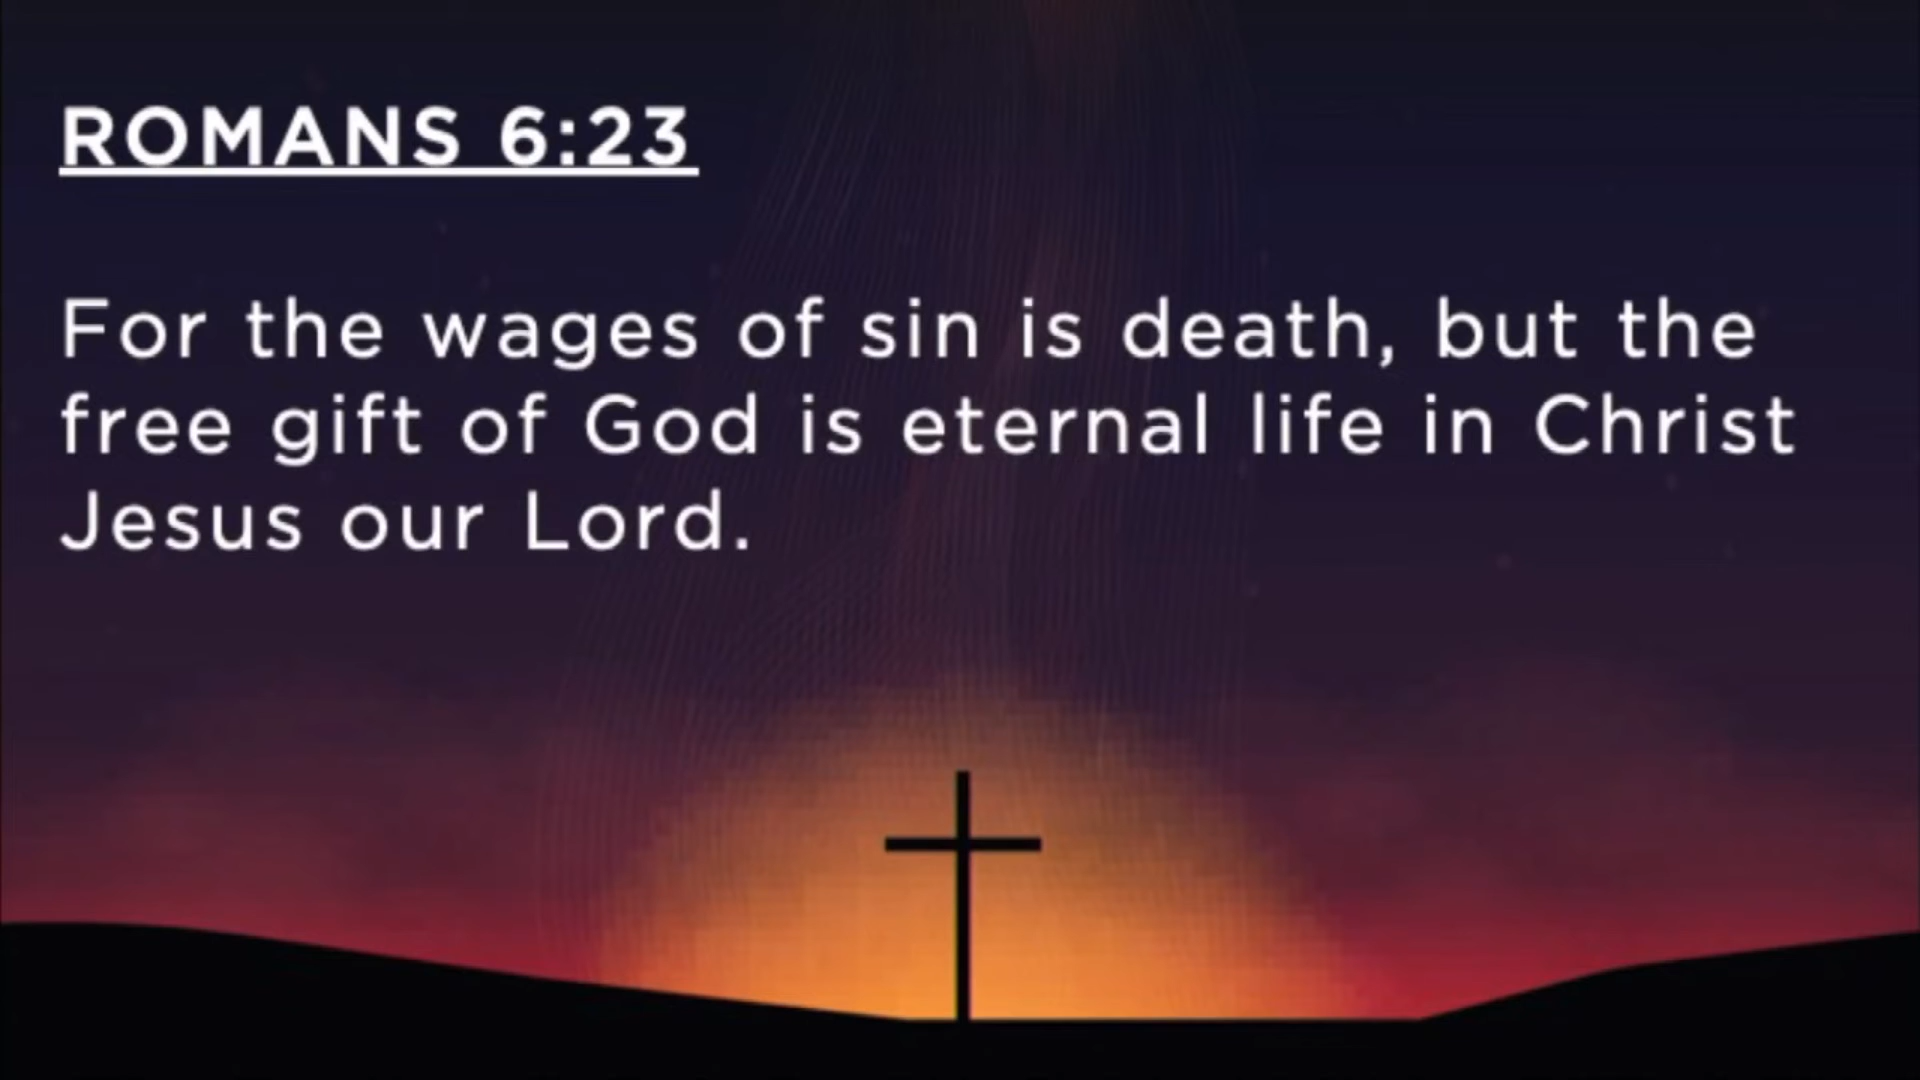 ROMANS 6:23
For the wages of sin is death, but the
free gift of God is eternal life in Christ
Jesus our Lord.